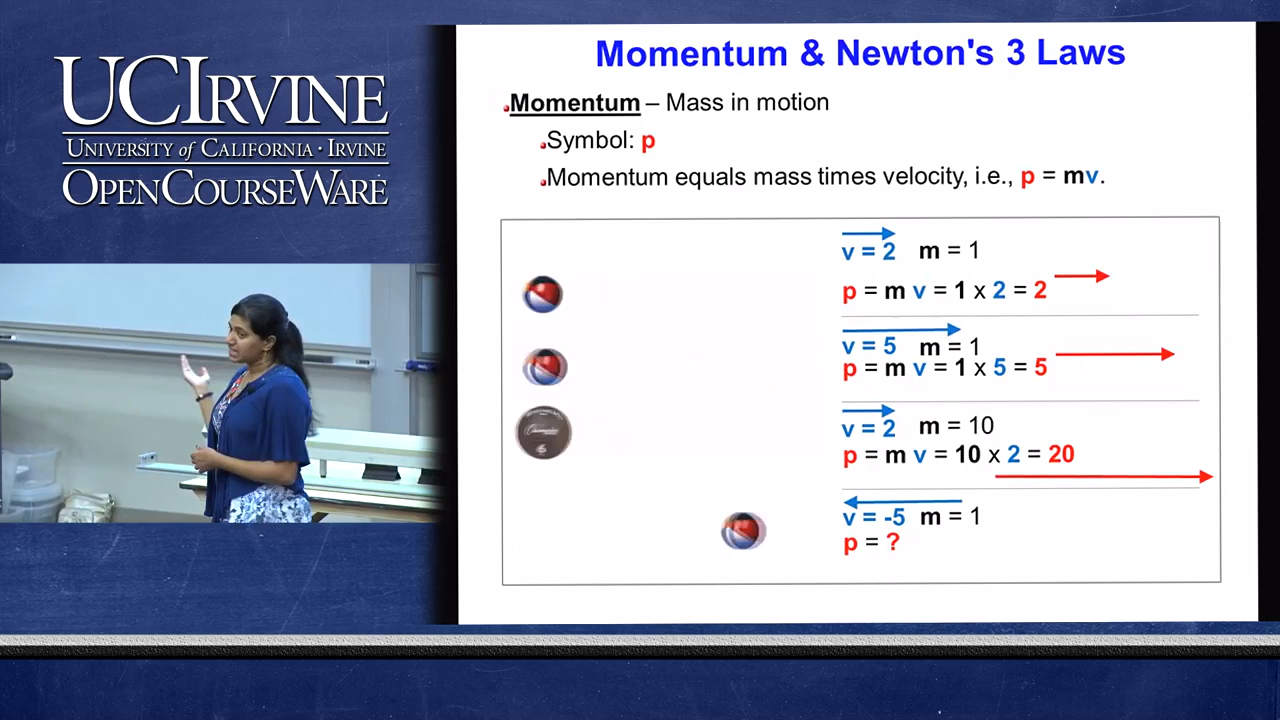 UCIRVINE
UNIVERSITY of CALIFORNIA · IRVINE
OPENCOURSEWARE
Momentum & Newton's 3 Laws
Momentum – Mass in motion
Symbol: p
Momentum equals mass times velocity, i.e., p = mv.
v = 2 m = 1
p = m v = 1 x 2 = 2
v = 5 m = 1
p = m v = 1 x 5 = 5
v = 2 m = 10
p = m v = 10 x 2 = 20
v = -5 m = 1
p = ?